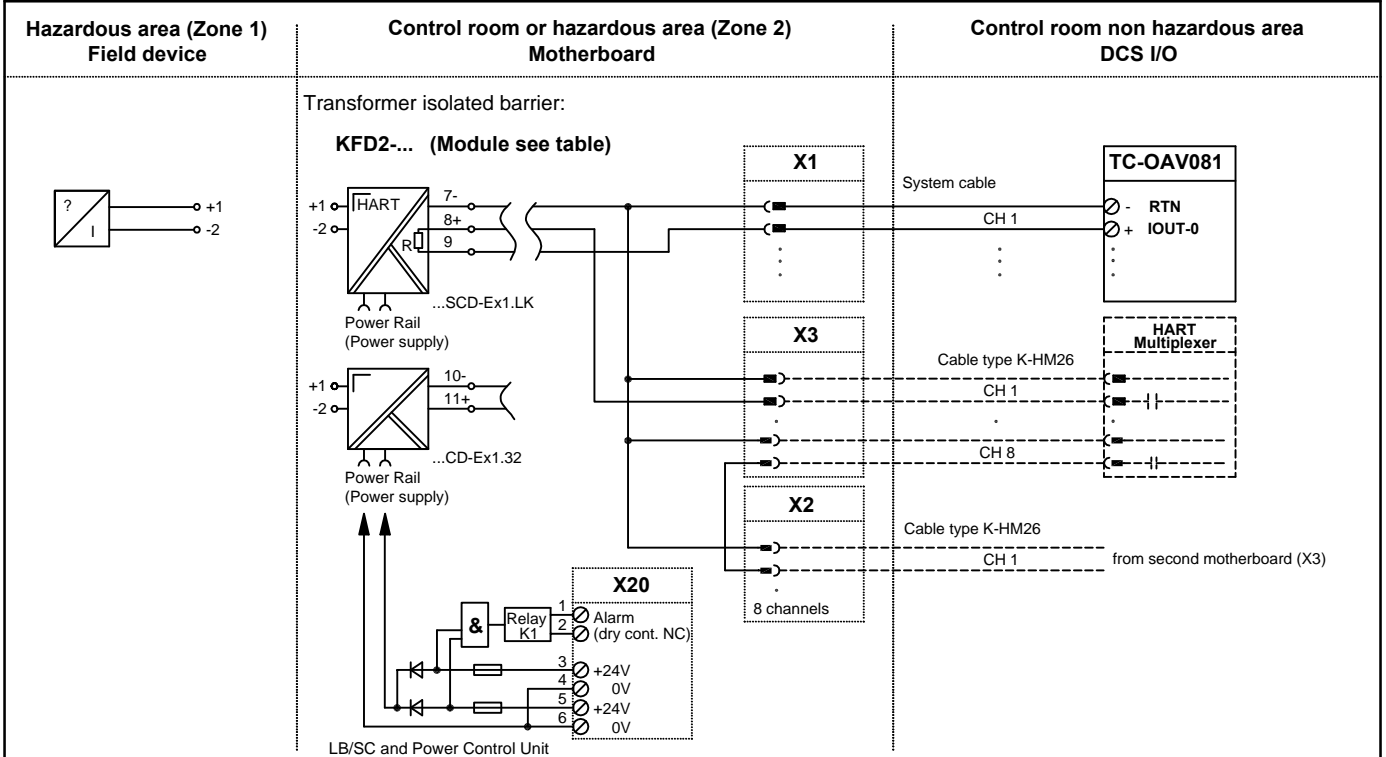 Hazardous area (Zone 1)
Field device
Control room or hazardous area (Zone 2)
Motherboard
Control room non hazardous area
DCS I/O
Transformer isolated barrier:
KFD2-... (Module see table)
?
I
+1
-2
+1
-2
HART
R
7-
8+
9
...SCD-Ex1.LK
Power Rail
(Power supply)
+1
-2
10-
11+
...CD-Ex1.32
Power Rail
(Power supply)
X1
System cable
CH 1
TC-OAV081
- RTN
+ IOUT-0
X3
Cable type K-HM26
CH 1
CH 8
HART
Multiplexer
X2
Cable type K-HM26
CH 1
from second motherboard (X3)
8 channels
X20
&
Relay
K1
1 Alarm
2 (dry cont. NC)
3 +24V
4 0V
5 +24V
6 0V
LB/SC and Power Control Unit